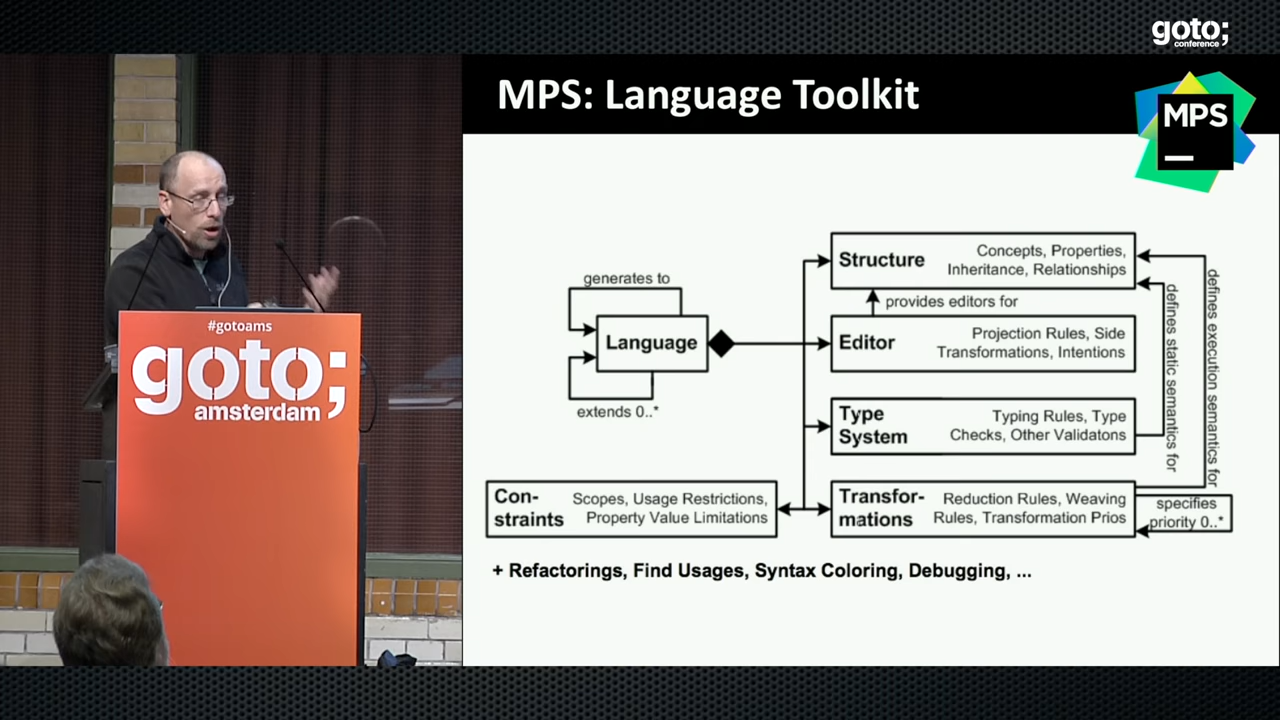 goto;
conference
MPS: Language Toolkit
MPS
#gotoams
goto;
amsterdam
generates to
Language
extends 0..*
Structure
Concepts, Properties,
Inheritance, Relationships
provides editors for
Editor
Projection Rules, Side
Transformations, Intentions
Type
System
Typing Rules, Type
Checks, Other Validatons
Con-
straints
Scopes, Usage Restrictions,
Property Value Limitations
Transfor-
mations
Reduction Rules, Weaving
Rules, Transformation Prios
specifies
priority 0..*
defines static semantics for
defines execution semantics for
+ Refactorings, Find Usages, Syntax Coloring, Debugging, ...